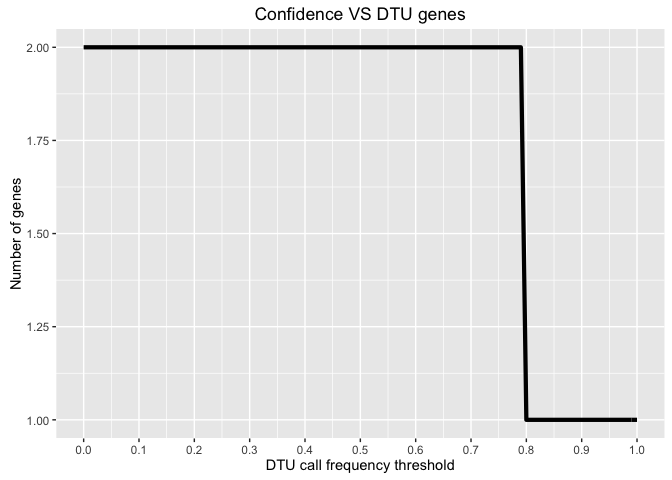 Confidence VS DTU genes
Number of genes
2.00
1.75
1.50
1.25
1.00
0.0 0.1 0.2 0.3 0.4 0.5 0.6 0.7 0.8 0.9 1.0
DTU call frequency threshold